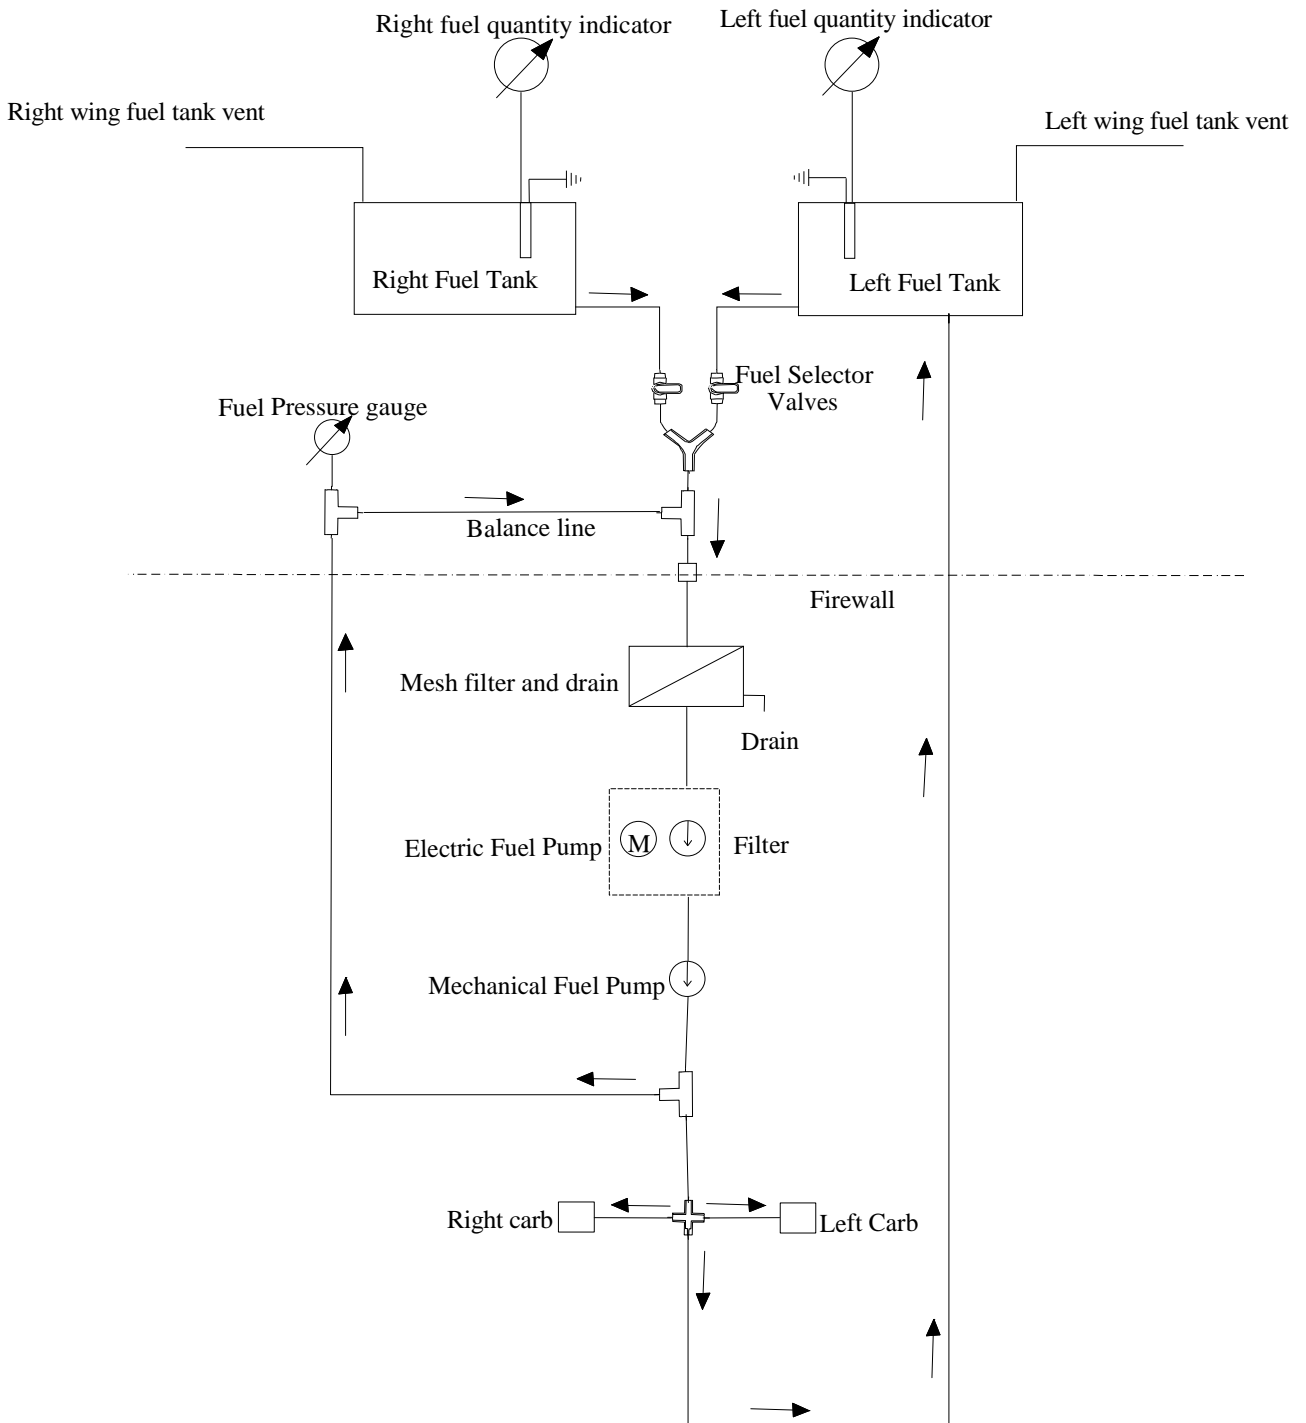 Right fuel quantity indicator
Left fuel quantity indicator
Right wing fuel tank vent
Left wing fuel tank vent
Right Fuel Tank
Left Fuel Tank
Fuel Selector
Valves
Fuel Pressure gauge
Balance line
Firewall
Mesh filter and drain
Drain
Electric Fuel Pump
M
Filter
Mechanical Fuel Pump
Right carb
Left Carb